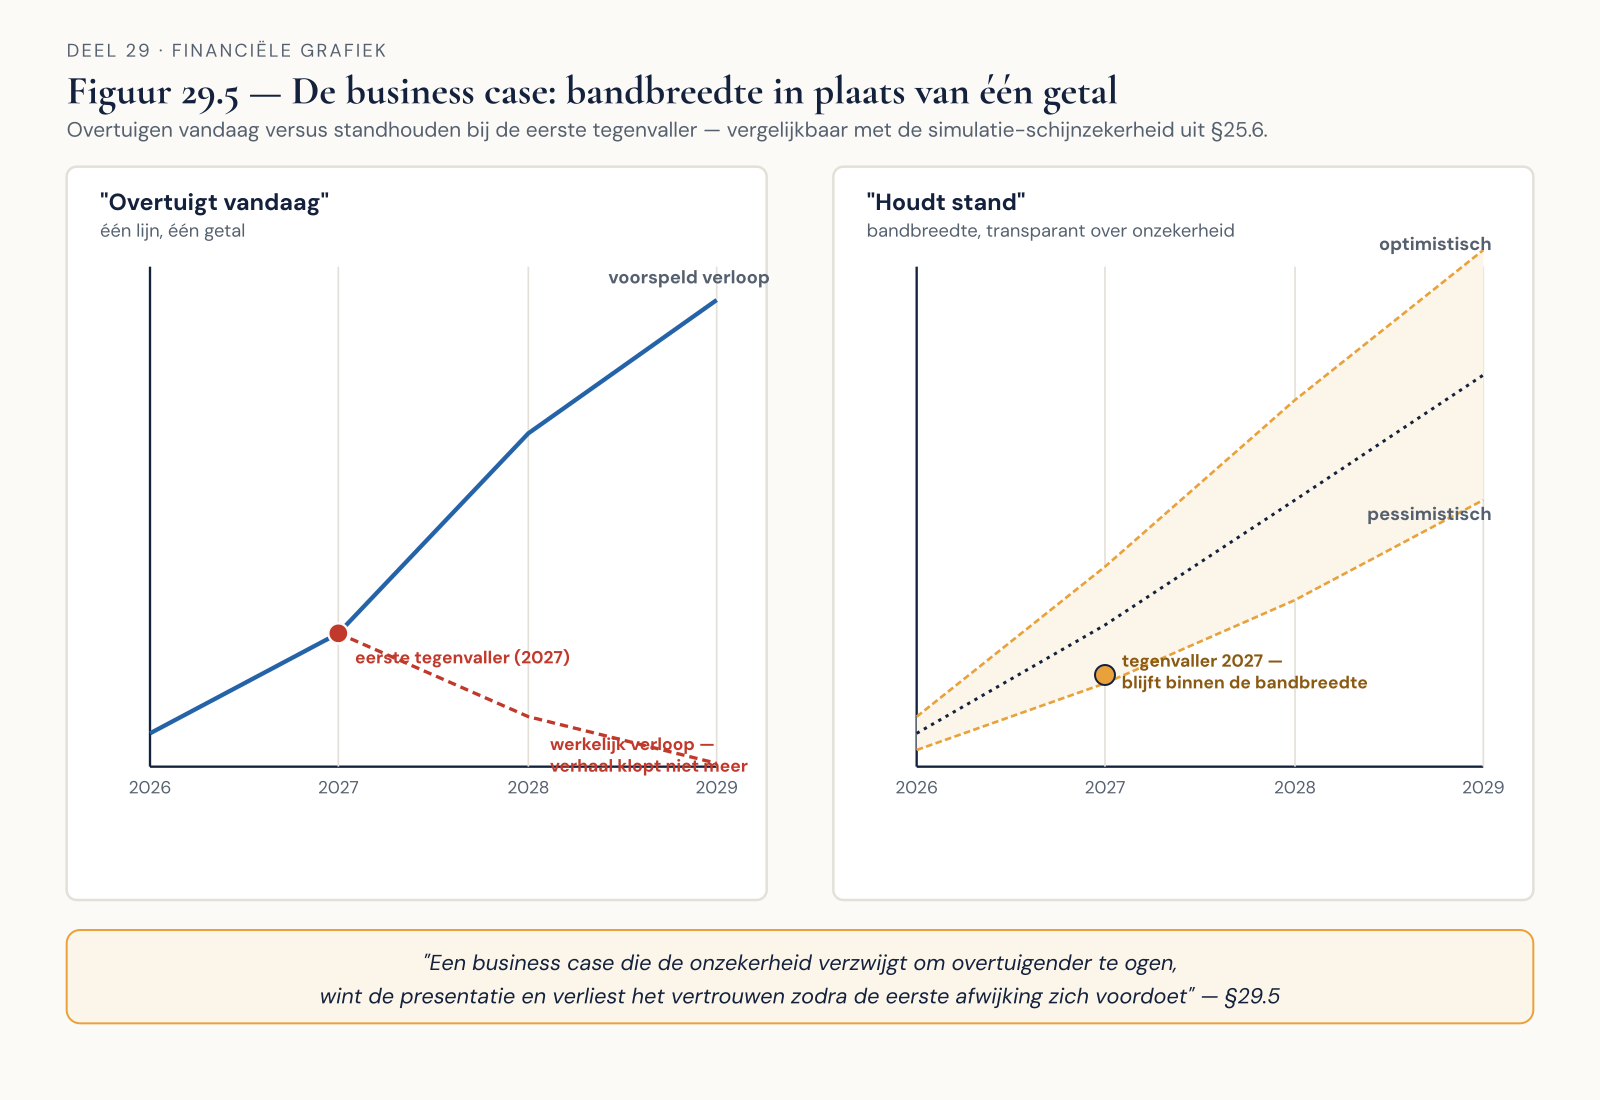 DEEL 29 · FINANCIËLE GRAFIEK
Figuur 29.5 — De business case: bandbreedte in plaats van één getal
Overtuigen vandaag versus standhouden bij de eerste tegenvaller — vergelijkbaar met de simulatie-schijnzekerheid uit §25.6.
"Overtuigt vandaag"
één lijn, één getal
voorspeld verloop
eerste tegenvaller (2027)
werkelijk verloop —
verhaal klopt niet meer
2026 2027 2028 2029
"Houdt stand"
bandbreedte, transparant over onzekerheid
optimistisch
pessimistisch
tegenvaller 2027 —
blijft binnen de bandbreedte
2026 2027 2028 2029
"Een business case die de onzekerheid verzwijgt om overtuigender te ogen,
wint de presentatie en verliest het vertrouwen zodra de eerste afwijking zich voordoet" — §29.5